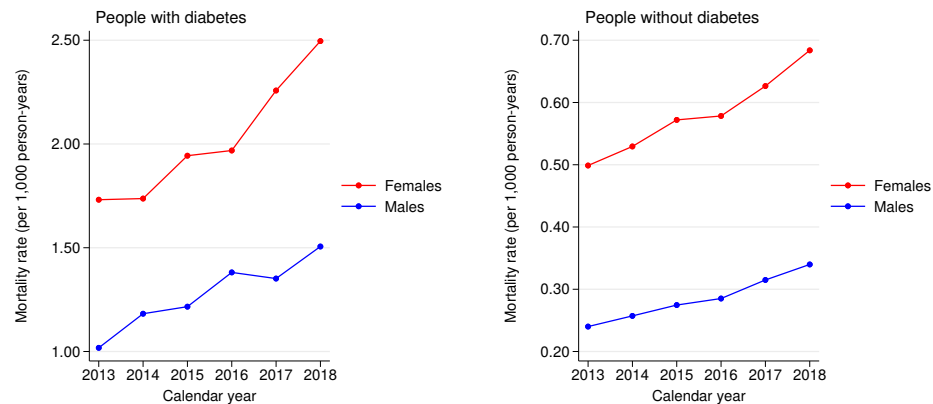 People with diabetes
Mortality rate (per 1,000 person-years)
2.50
2.00
1.50
1.00
2013 2014 2015 2016 2017 2018
Calendar year
Females
Males
People without diabetes
Mortality rate (per 1,000 person-years)
0.70
0.60
0.50
0.40
0.30
0.20
2013 2014 2015 2016 2017 2018
Calendar year
Females
Males